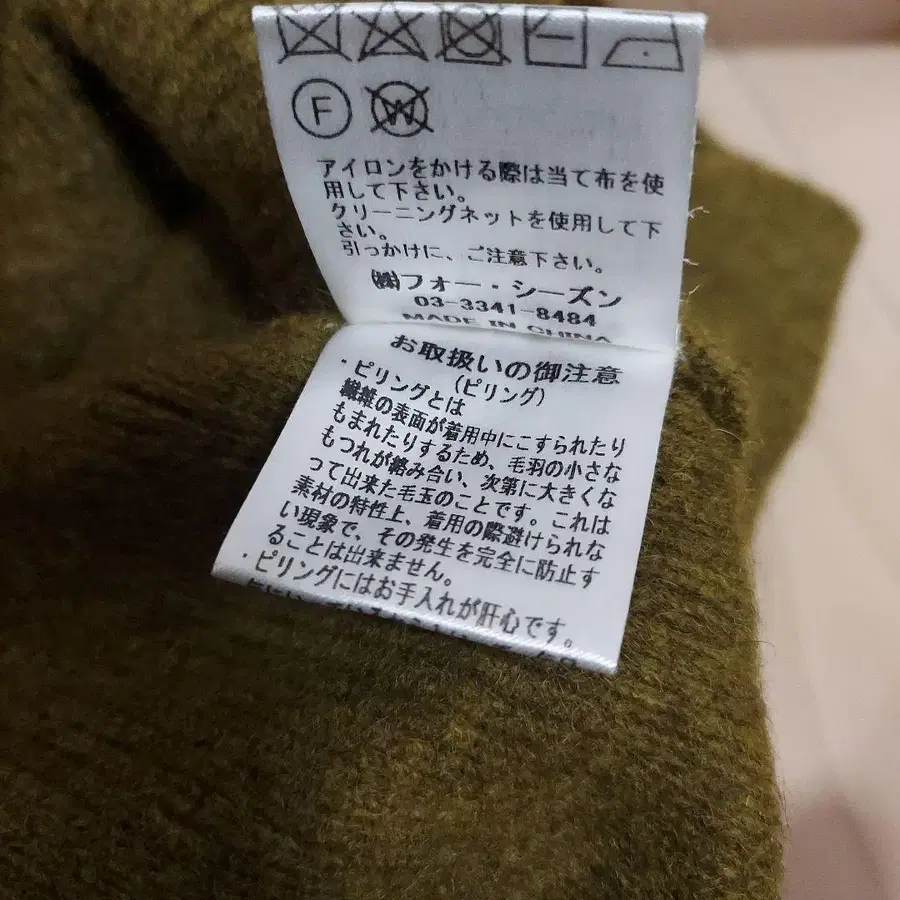 F W
アイロンをかける際は当て布を使
用して下さい。
クリーニングネットを使用して下
さい。
引っかけに、ご注意下さい。
㈱フォー・シーズン
03-3341-8484
MADE IN CHINA
お取扱いの御注意
(ピリング)
・ピリングとは
繊維の表面が着用中にこすられたり
もまれたりするため、毛羽の小さな
もつれが絡み合い、次第に大きくな
って出来た毛玉のことです。これは
素材の特性上、着用の際避けられな
い現象で、その発生を完全に防止す
ることは出来ません。
・ピリングにはお手入れが肝心です。